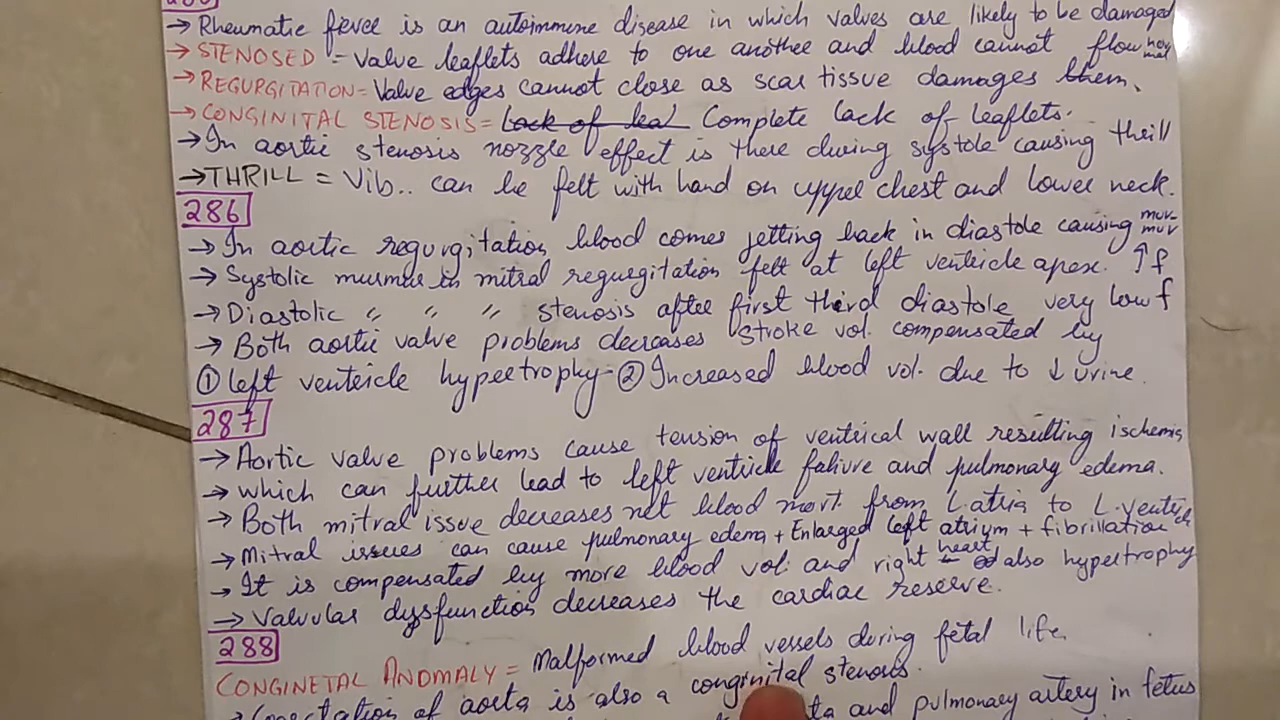 → Rheumatic fever is an autoimmune disease in which valves are likely to be damaged
→ STENOSED - Valve leaflets adhere to one another and blood cannot flow
→ REGURGITATION = Valve edges cannot close as scar tissue damages them.
→ CONGINITAL STENOSIS = Lack of leaf Complete lack of leaflets.
→ In aortic stenosis nozzle effect is there during systole causing thrill
→ THRILL = Vib.. can be felt with hand on upper chest and lower neck.
286
→ In aortic regurgitation blood comes jetting back in diastole causing murmur
→ Systolic murmur in mitral regurgitation felt at left ventricle apex. ↑f
→ Diastolic " " " stenosis after first third diastole very low f
→ Both aortic valve problems decreases stroke vol. compensated by
① left ventricle hypertrophy - ② Increased blood vol. due to ↓ urine.
287
→ Aortic valve problems cause tension of ventrical wall resulting ischemia
→ which can further lead to left ventricle faliure and pulmonary edema.
→ Both mitral issue decreases net blood movt. from L.atria to L.ventricle
→ Mitral issues can cause pulmonary edema + Enlarged left atrium + fibrillation
→ It is compensated by more blood vol. and right heart also hypertrophy
→ Valvular dysfunction decreases the cardiac reserve.
288
CONGINETAL ANOMALY = Malformed blood vessels during fetal life.
of aorta is also a conginital stenosis.
and pulmonary artery in fetus